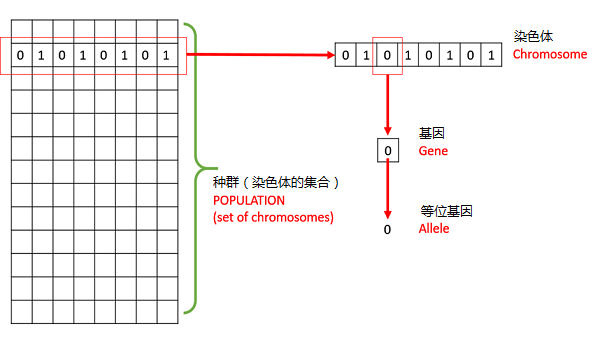 0 1 0 1 0 1 0 1
0 1 0 1 0 1 0 1
染色体
Chromosome
0
基因
Gene
种群（染色体的集合）
POPULATION
(set of chromosomes)
0
等位基因
Allele